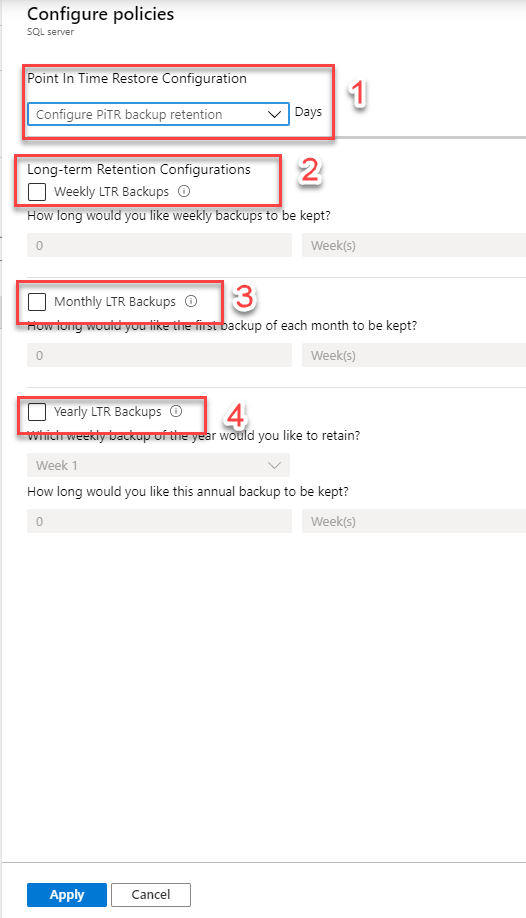 Configure policies
SQL server
Point In Time Restore Configuration
1
Configure PiTR backup retention
Days
Long-term Retention Configurations
2
Weekly LTR Backups
How long would you like weekly backups to be kept?
0
Week(s)
Monthly LTR Backups
3
How long would you like the first backup of each month to be kept?
0
Week(s)
Yearly LTR Backups
4
Which weekly backup of the year would you like to retain?
Week 1
How long would you like this annual backup to be kept?
0
Week(s)
Apply
Cancel